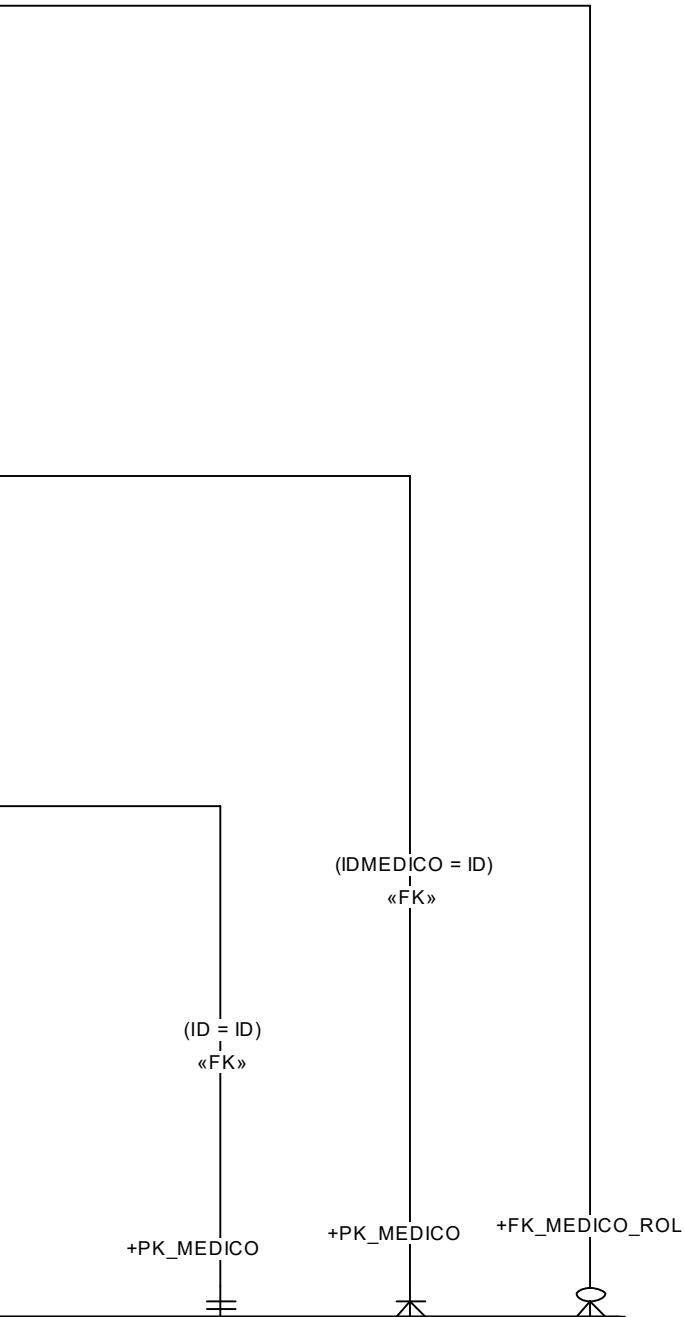 (IDMEDICO = ID)
«FK»
(ID = ID)
«FK»
+FK_MEDICO_ROL
+PK_MEDICO
+PK_MEDICO